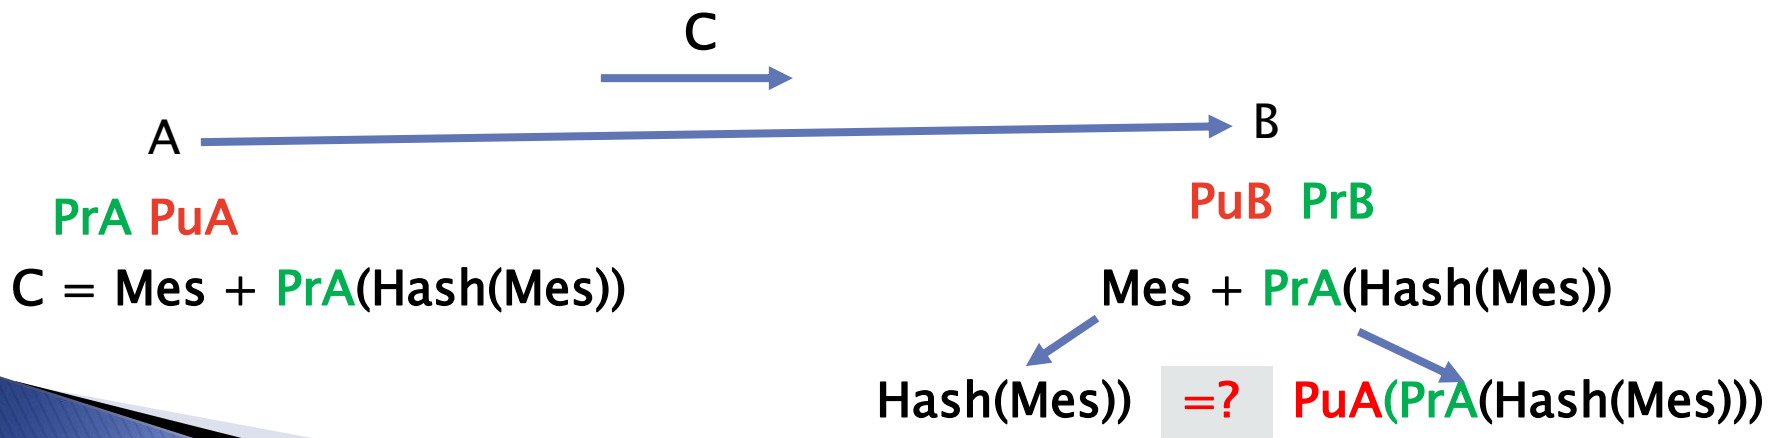 C
A
B
PrA PuA
PuB PrB
C = Mes + PrA(Hash(Mes))
Mes + PrA(Hash(Mes))
Hash(Mes)) =? PuA(PrA(Hash(Mes)))